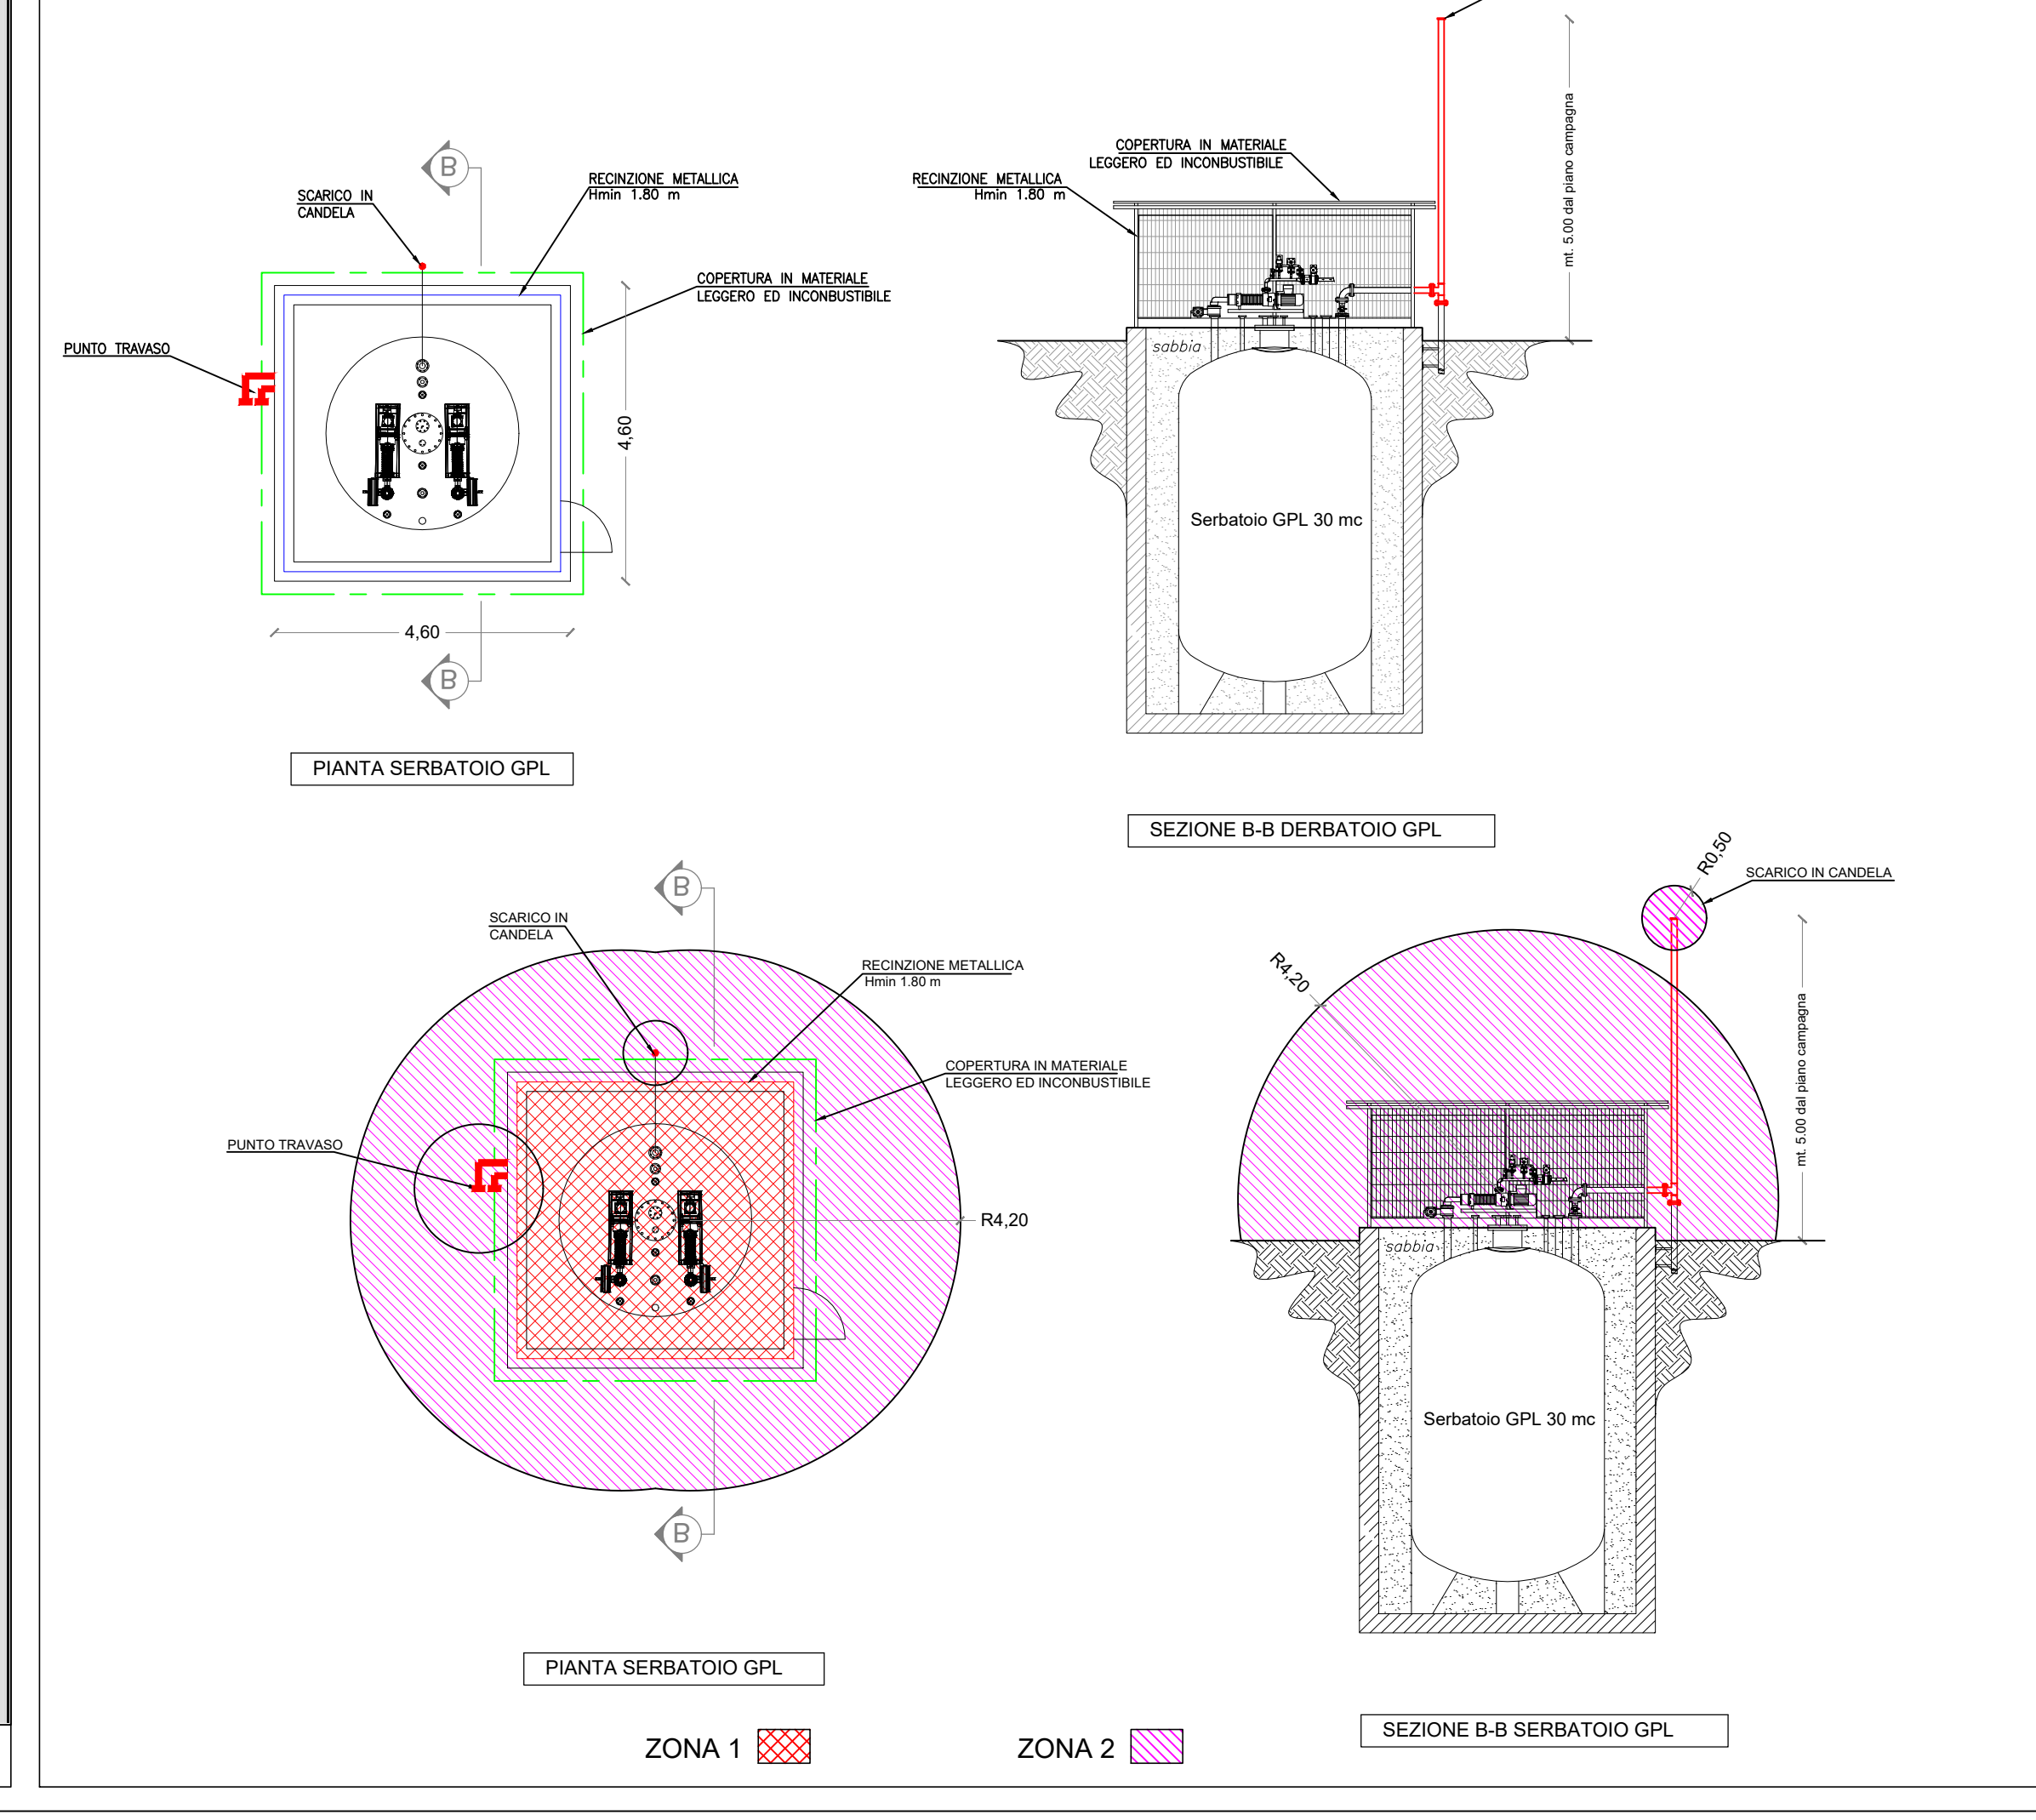 B
SCARICO IN
CANDELA
RECINZIONE METALLICA
Hmin 1.80 m
COPERTURA IN MATERIALE
LEGGERO ED INCONBUSTIBILE
PUNTO TRAVASO
4,60
4,60
B
PIANTA SERBATOIO GPL
COPERTURA IN MATERIALE
LEGGERO ED INCONBUSTIBILE
RECINZIONE METALLICA
Hmin 1.80 m
mt. 5.00 dal piano campagna
sabbia
Serbatoio GPL 30 mc
SEZIONE B-B DERBATOIO GPL
B
SCARICO IN
CANDELA
RECINZIONE METALLICA
Hmin 1.80 m
COPERTURA IN MATERIALE
LEGGERO ED INCONBUSTIBILE
PUNTO TRAVASO
R4,20
B
PIANTA SERBATOIO GPL
R0,50
SCARICO IN CANDELA
R4,20
mt. 5.00 dal piano campagna
sabbia
Serbatoio GPL 30 mc
SEZIONE B-B SERBATOIO GPL
ZONA 1
ZONA 2